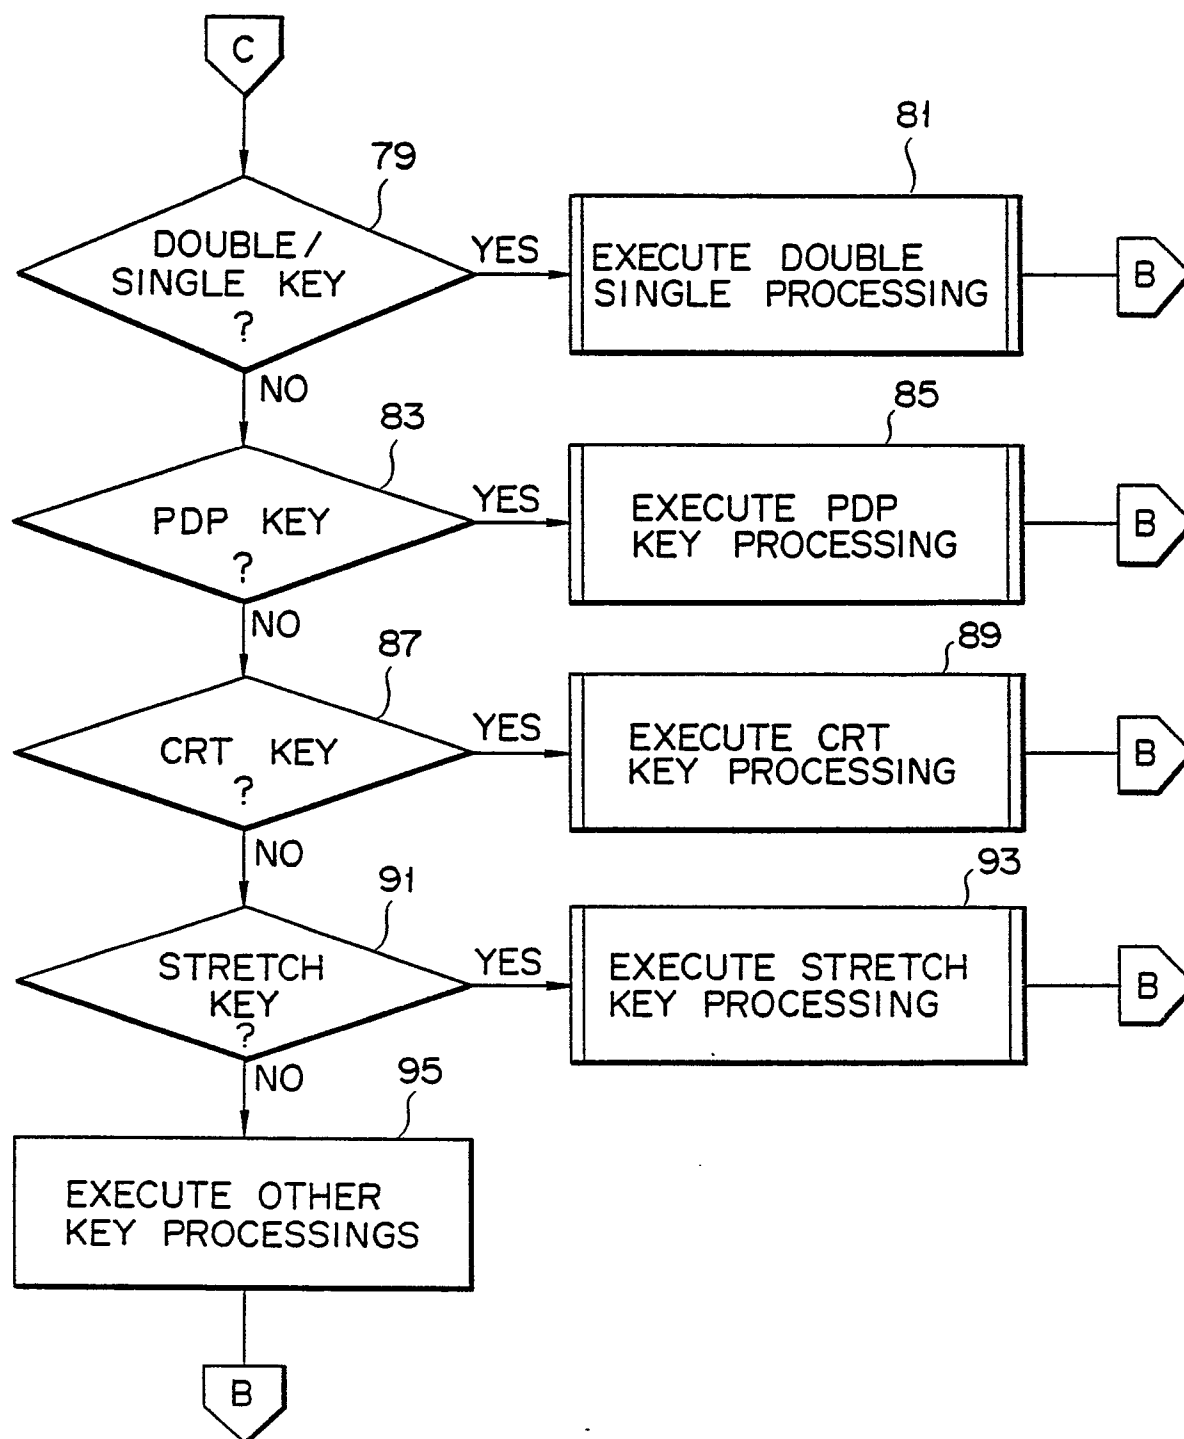 C
79
81
DOUBLE/
SINGLE KEY
?
YES
EXECUTE DOUBLE
SINGLE PROCESSING
B
NO
83
85
PDP KEY
?
YES
EXECUTE PDP
KEY PROCESSING
B
NO
87
89
CRT KEY
?
YES
EXECUTE CRT
KEY PROCESSING
B
NO
91
93
STRETCH
KEY
?
YES
EXECUTE STRETCH
KEY PROCESSING
B
NO
95
EXECUTE OTHER
KEY PROCESSINGS
B